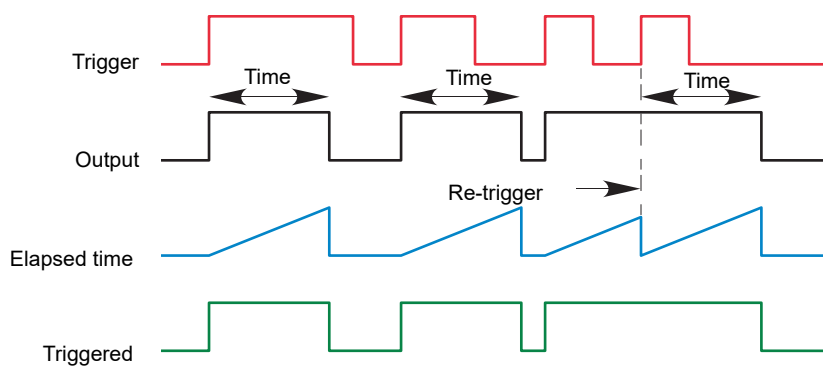 Trigger
Time
Time
Time
Output
Re-trigger
Elapsed time
Triggered